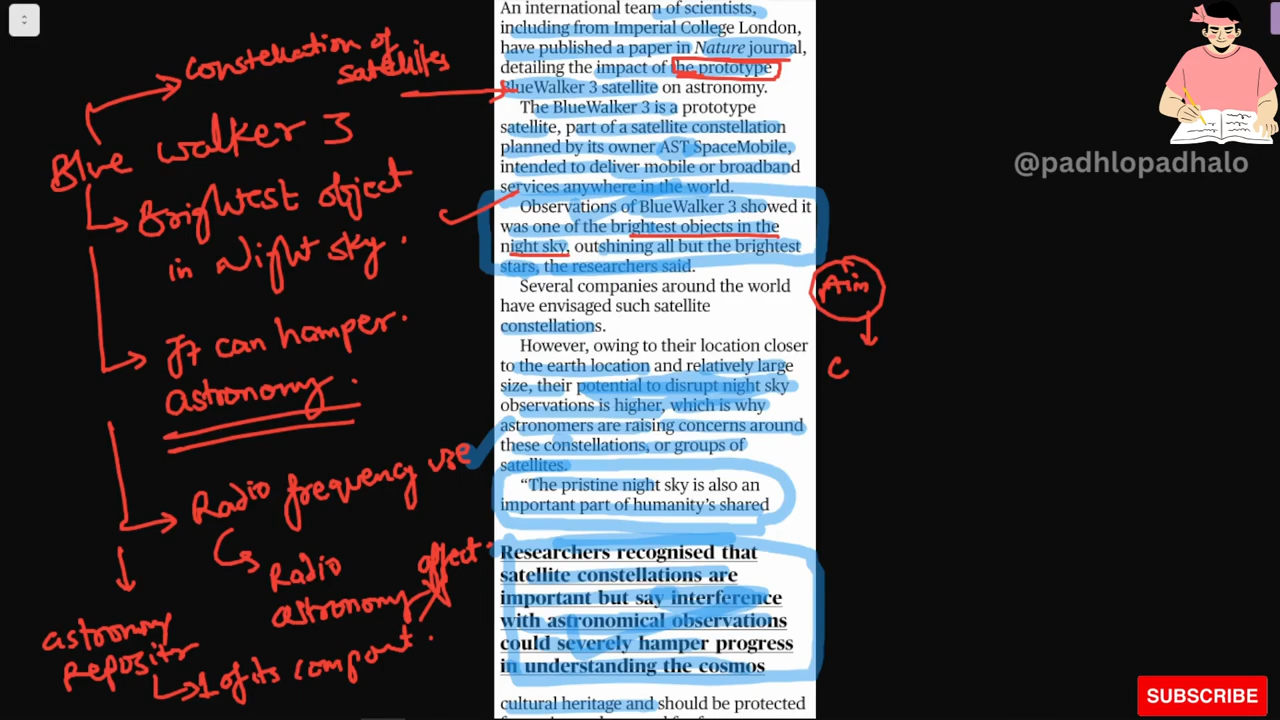 constellation of
satellites
Blue walker 3
Brightest object
in Night sky.
It can hamper.
astronomy.
Radio frequency use
Radio
astronomy
affect.
astronomy
1 of its
An international team of scientists,
including from Imperial College London,
have published a paper in Nature journal,
detailing the impact of the prototype
BlueWalker 3 satellite on astronomy.
The BlueWalker 3 is a prototype
satellite, part of a satellite constellation
planned by its owner AST SpaceMobile,
intended to deliver mobile or broadband
services anywhere in the world.
Observations of BlueWalker 3 showed it
was one of the brightest objects in the
night sky, outshining all but the brightest
stars, the researchers said.
Several companies around the world
have envisaged such satellite
constellations.
However, owing to their location closer
to the earth location and relatively large
size, their potential to disrupt night sky
observations is higher, which is why
astronomers are raising concerns around
these constellations, or groups of
satellites.
“The pristine night sky is also an
important part of humanity’s shared
Researchers recognised that
satellite constellations are
important but say interference
with astronomical observations
could severely hamper progress
in understanding the cosmos
cultural heritage and should be protected
Aim
C
@padhlopadhalo
SUBSCRIBE